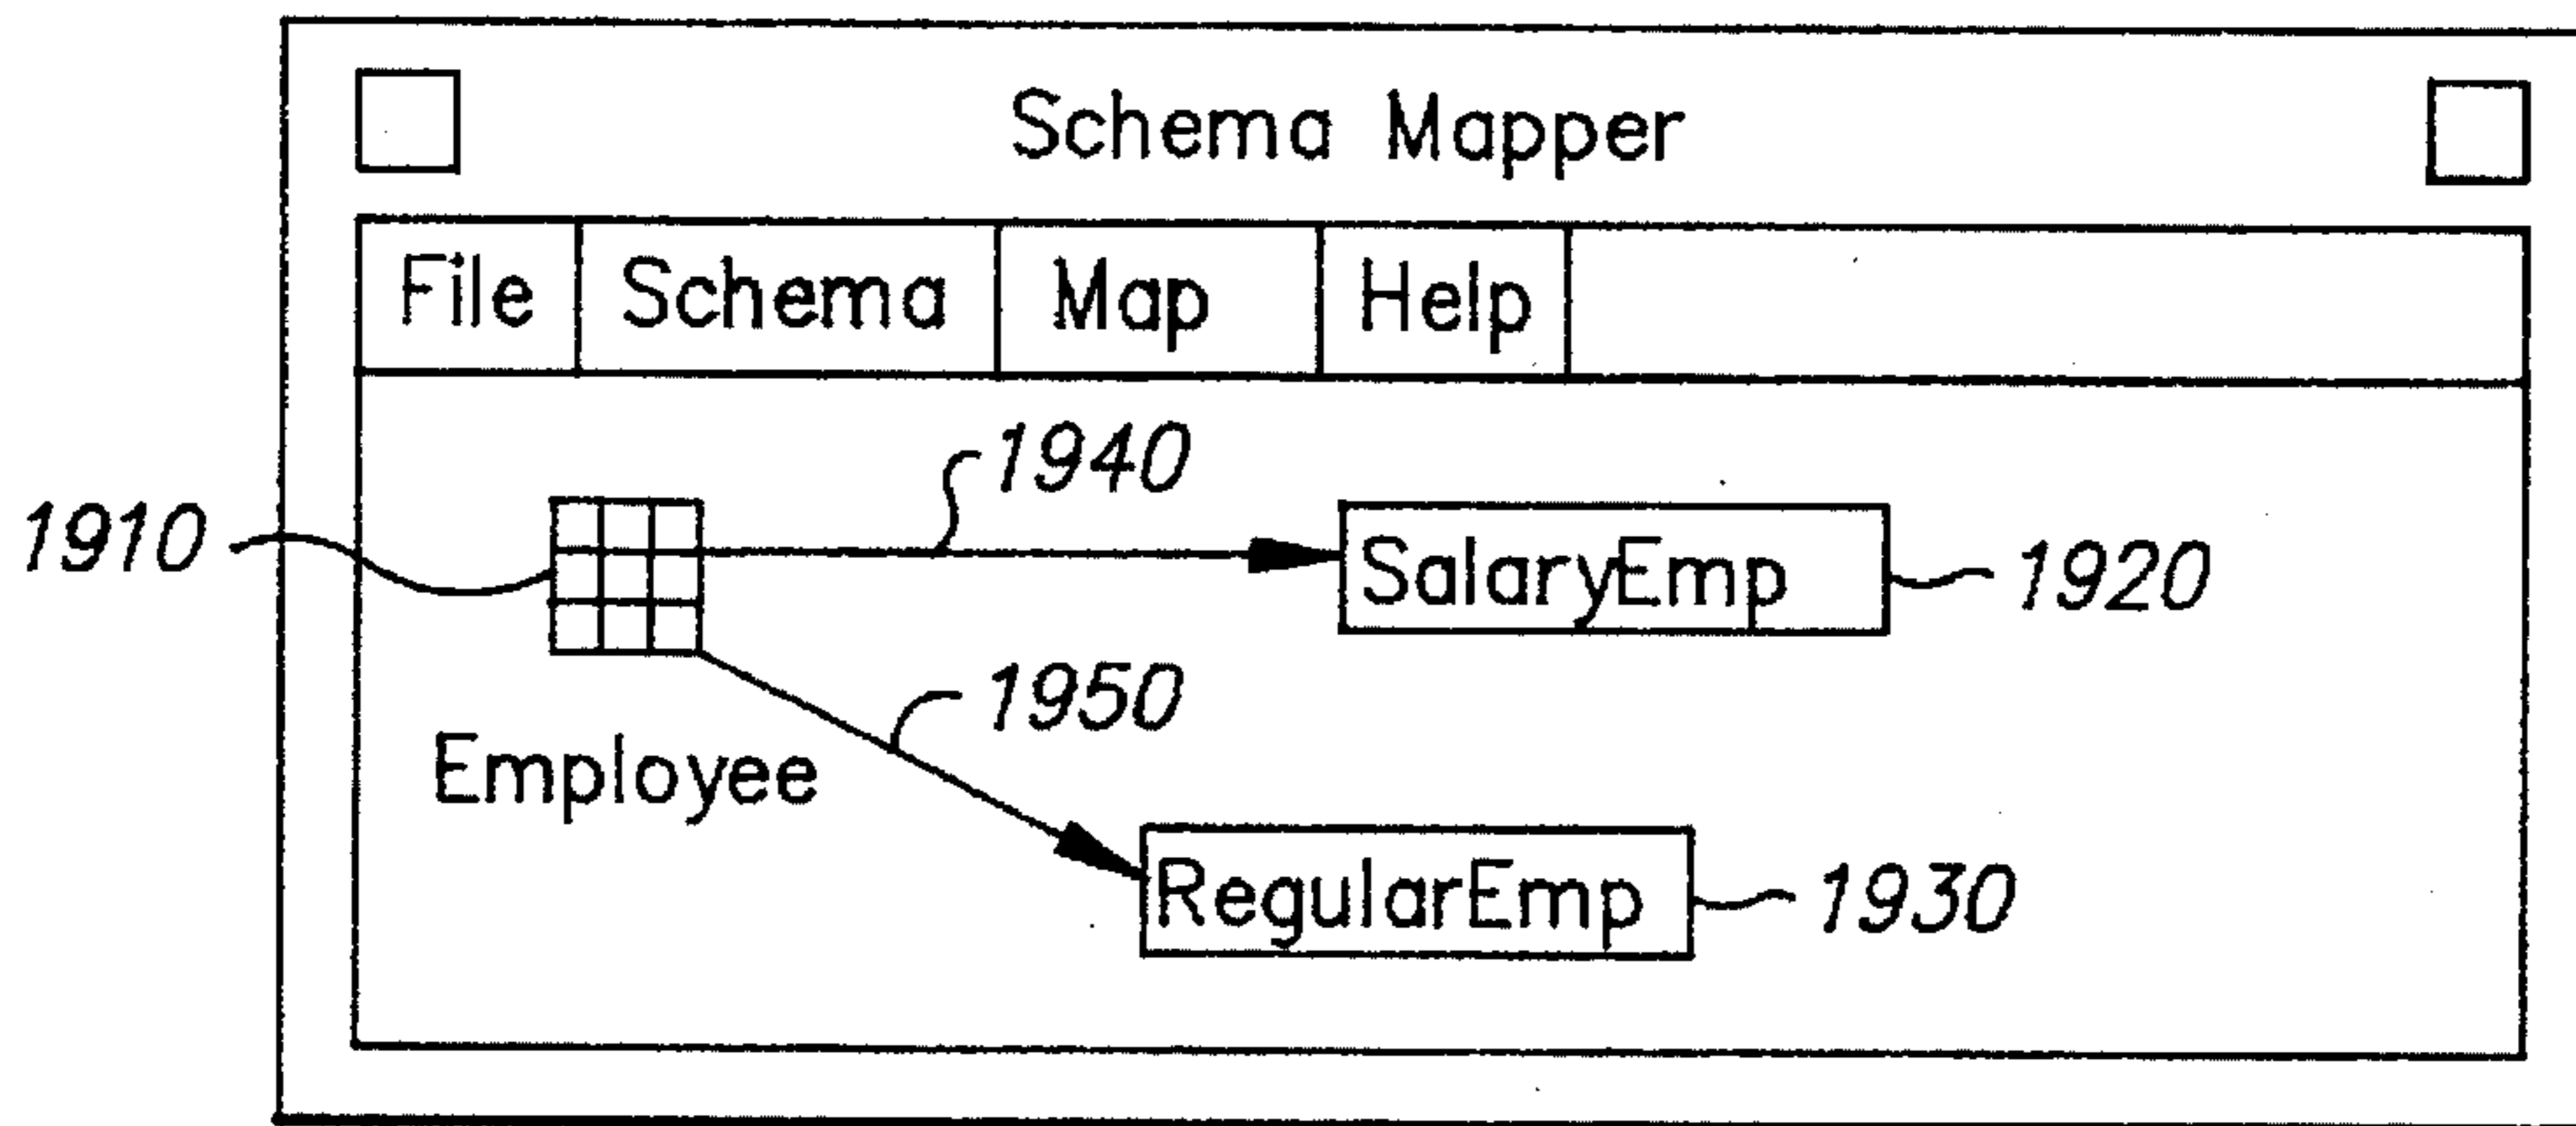 Schema Mapper
File Schema Map Help
1940
1910
SalaryEmp 1920
1950
Employee
RegularEmp 1930